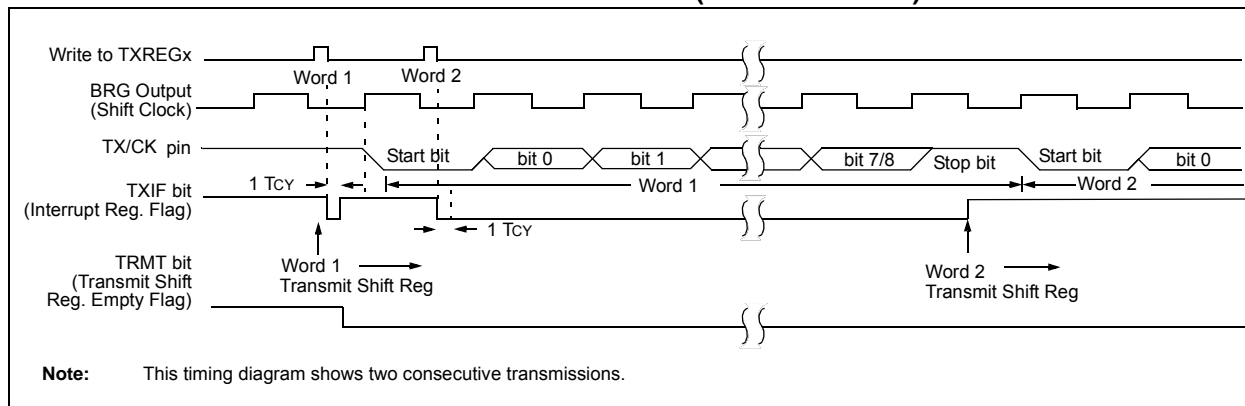 Write to TXREGx
Word 1 Word 2
BRG Output
(Shift Clock)
TX/CK pin
Start bit bit 0 bit 1 bit 7/8 Stop bit Start bit bit 0
1 TCY Word 1 Word 2
TXIF bit
(Interrupt Reg. Flag)
1 TCY
TRMT bit
(Transmit Shift
Reg. Empty Flag)
Word 1
Transmit Shift Reg
Word 2
Transmit Shift Reg
Note: This timing diagram shows two consecutive transmissions.